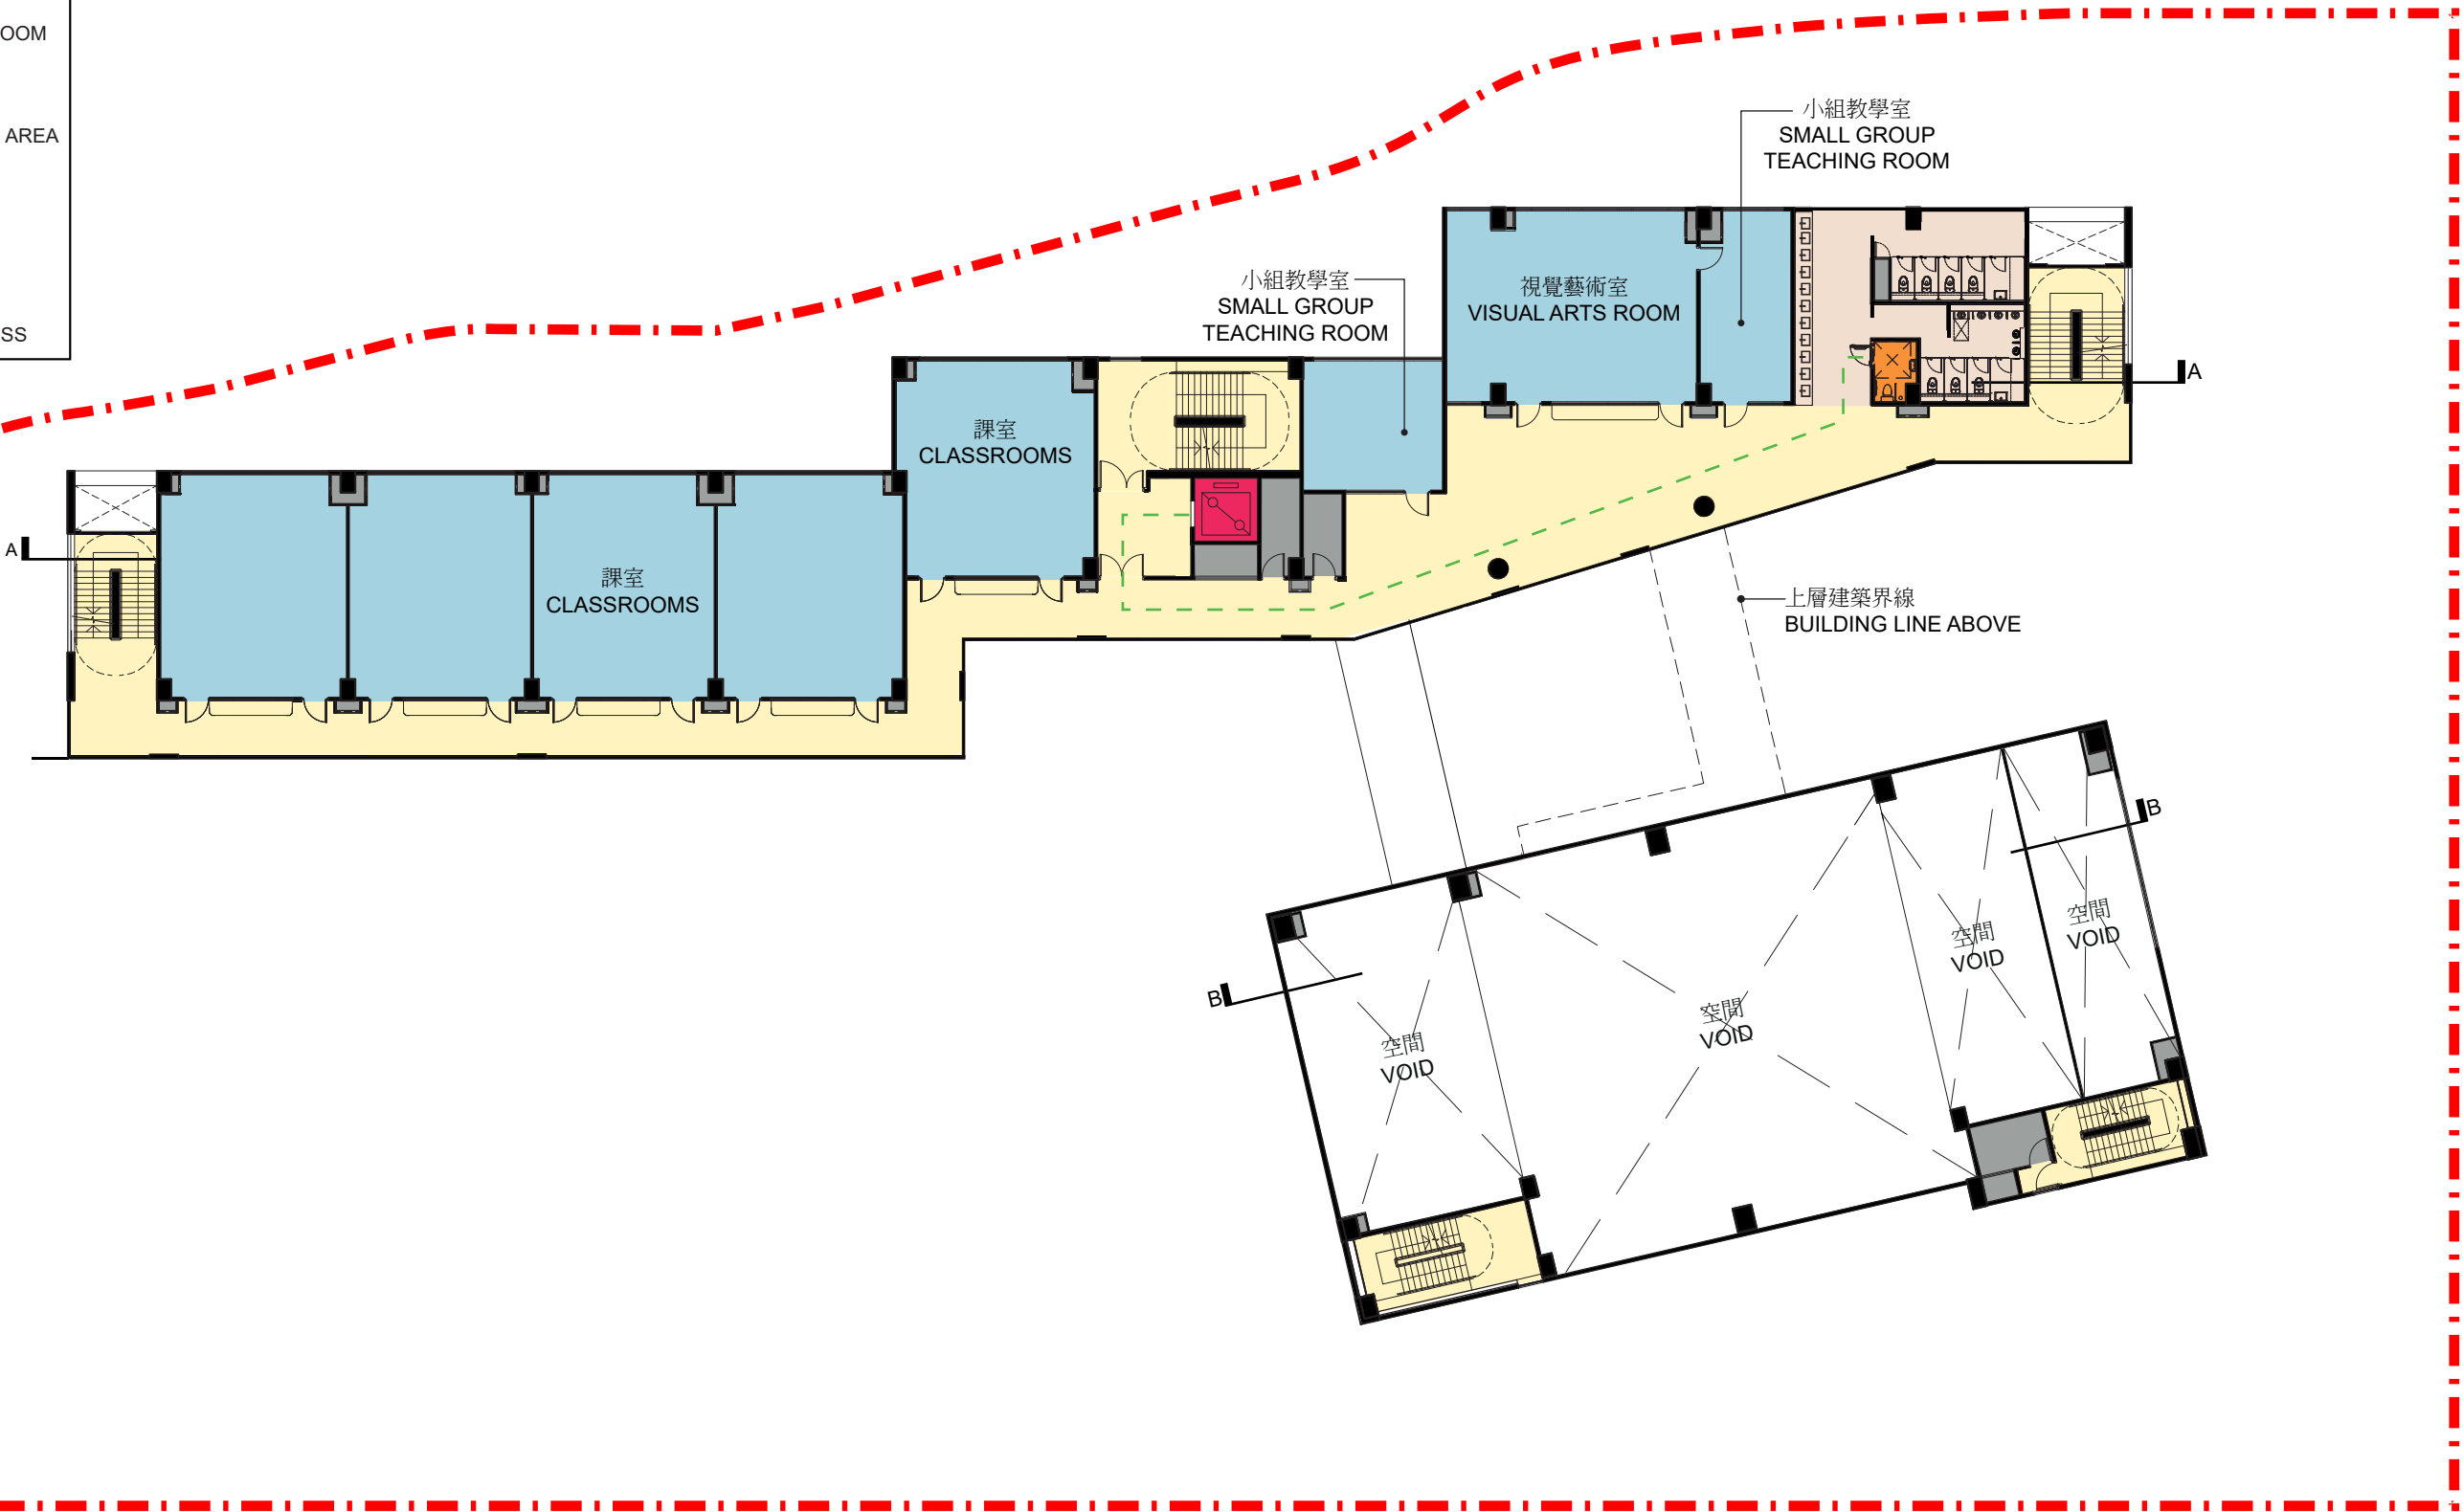 OOM
AREA
SS
小組教學室
SMALL GROUP
TEACHING ROOM
小組教學室
SMALL GROUP
TEACHING ROOM
視覺藝術室
VISUAL ARTS ROOM
A
課室
CLASSROOMS
A
課室
CLASSROOMS
上層建築界線
BUILDING LINE ABOVE
B
空間
VOID
空間
VOID
B
空間
VOID
空間
VOID